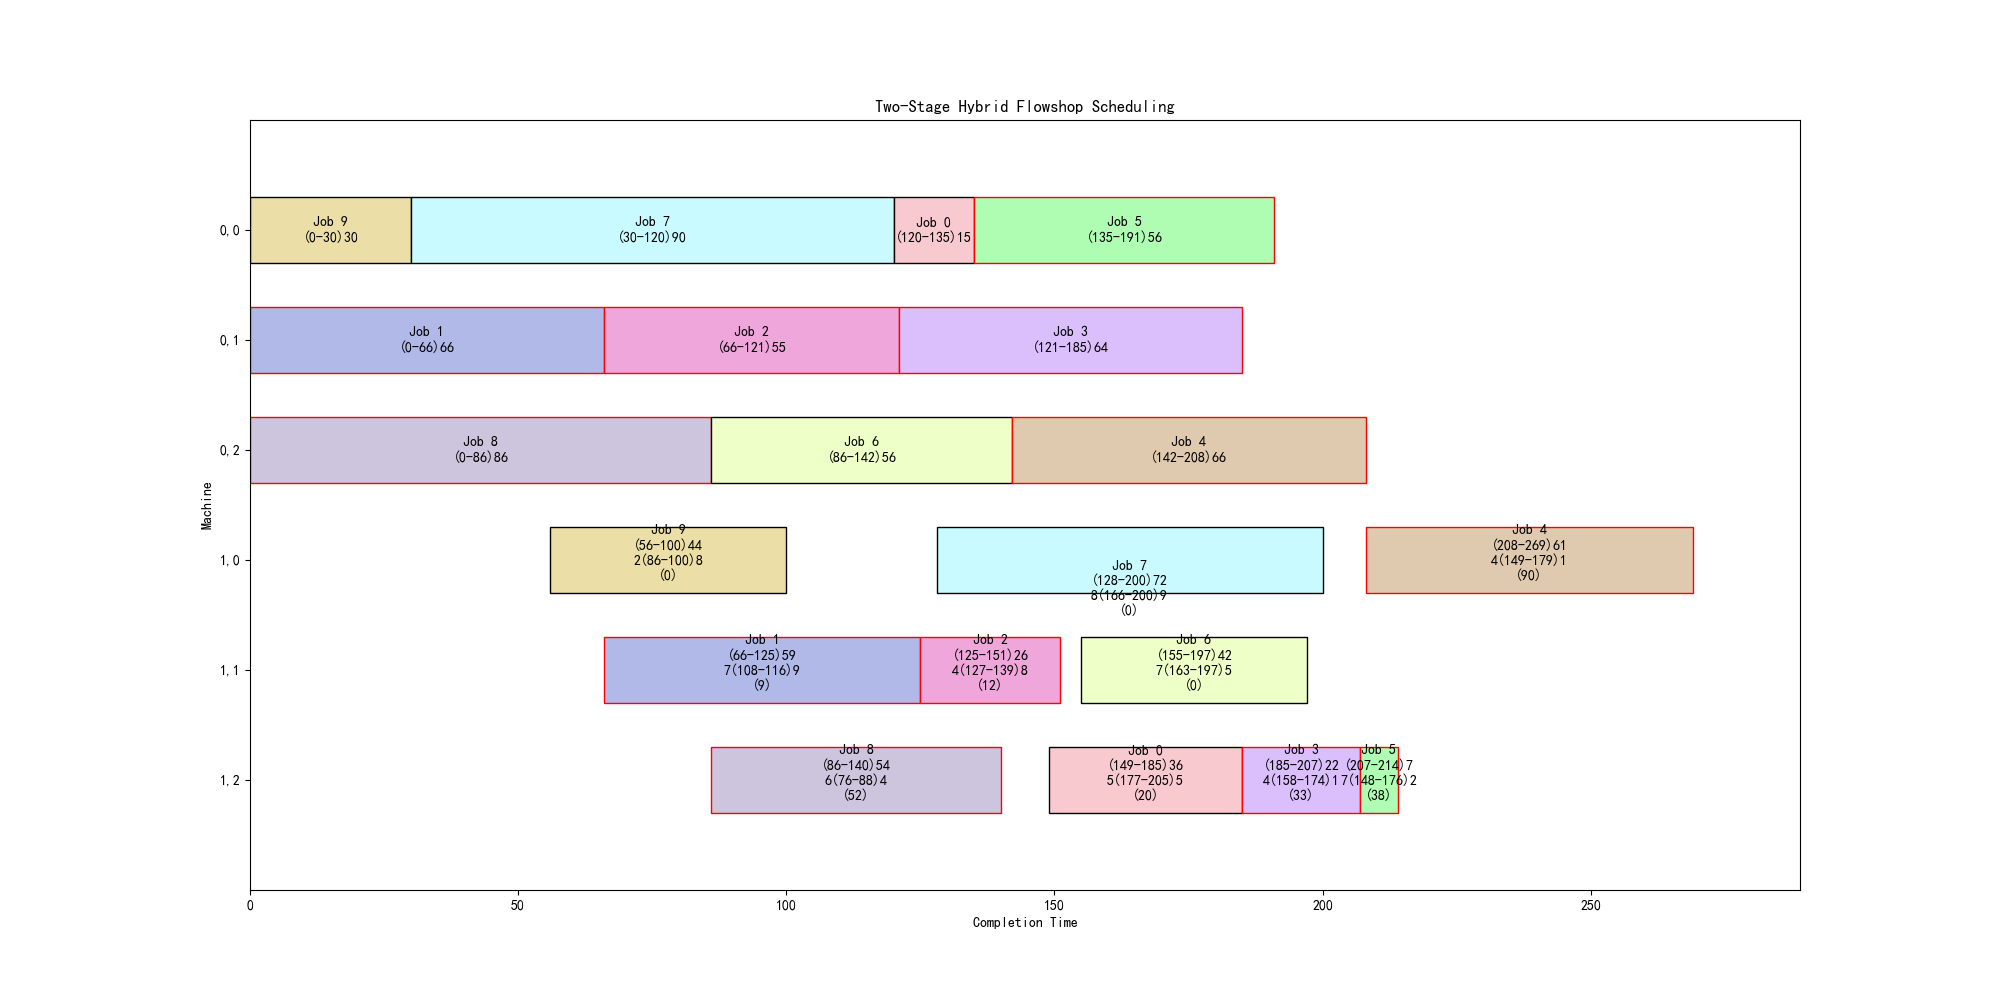 Two-Stage Hybrid Flowshop Scheduling
0,0
Job 9
(0-30)30
Job 7
(30-120)90
Job 0
(120-135)15
Job 5
(135-191)56
0,1
Job 1
(0-66)66
Job 2
(66-121)55
Job 3
(121-185)64
0,2
Job 8
(0-86)86
Job 6
(86-142)56
Job 4
(142-208)66
Machine
1,0
Job 9
(56-100)44
2(86-100)8
(0)
Job 7
(128-200)72
8(166-200)9
(0)
Job 4
(208-269)61
4(149-179)1
(90)
1,1
Job 1
(66-125)59
7(108-116)9
(9)
Job 2
(125-151)26
4(127-139)8
(12)
Job 6
(155-197)42
7(163-197)5
(0)
1,2
Job 8
(86-140)54
6(76-88)4
(52)
Job 0
(149-185)36
5(177-205)5
(20)
Job 3
(185-207)22
4(158-174)1
(33)
Job 5
(207-214)7
7(148-176)2
(38)
0 50 100 150 200 250
Completion Time